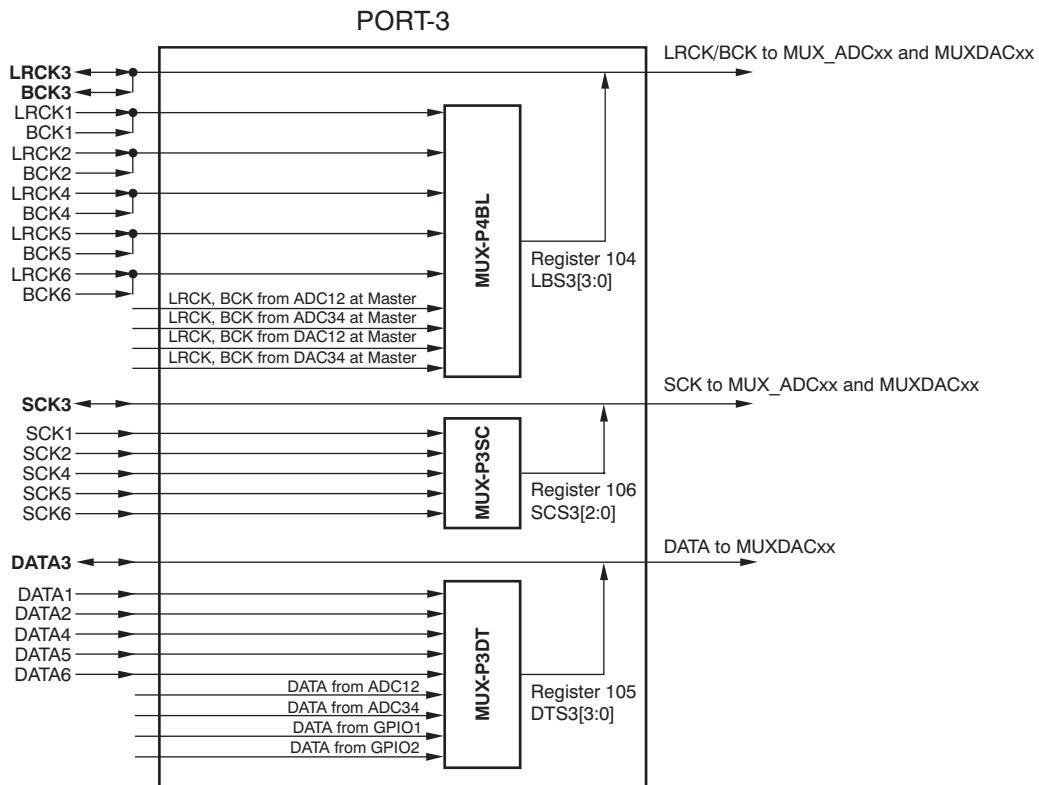 PORT-3
LRCK/BCK to MUX_ADCxx and MUXDACxx
LRCK3
BCK3
LRCK1
BCK1
LRCK2
BCK2
LRCK4
BCK4
LRCK5
BCK5
LRCK6
BCK6
MUX-P4BL
Register 104
LBS3[3:0]
LRCK, BCK from ADC12 at Master
LRCK, BCK from ADC34 at Master
LRCK, BCK from DAC12 at Master
LRCK, BCK from DAC34 at Master
SCK to MUX_ADCxx and MUXDACxx
SCK3
SCK1
SCK2
SCK4
SCK5
SCK6
MUX-P3SC
Register 106
SCS3[2:0]
DATA to MUXDACxx
DATA3
DATA1
DATA2
DATA4
DATA5
DATA6
MUX-P3DT
Register 105
DTS3[3:0]
DATA from ADC12
DATA from ADC34
DATA from GPIO1
DATA from GPIO2